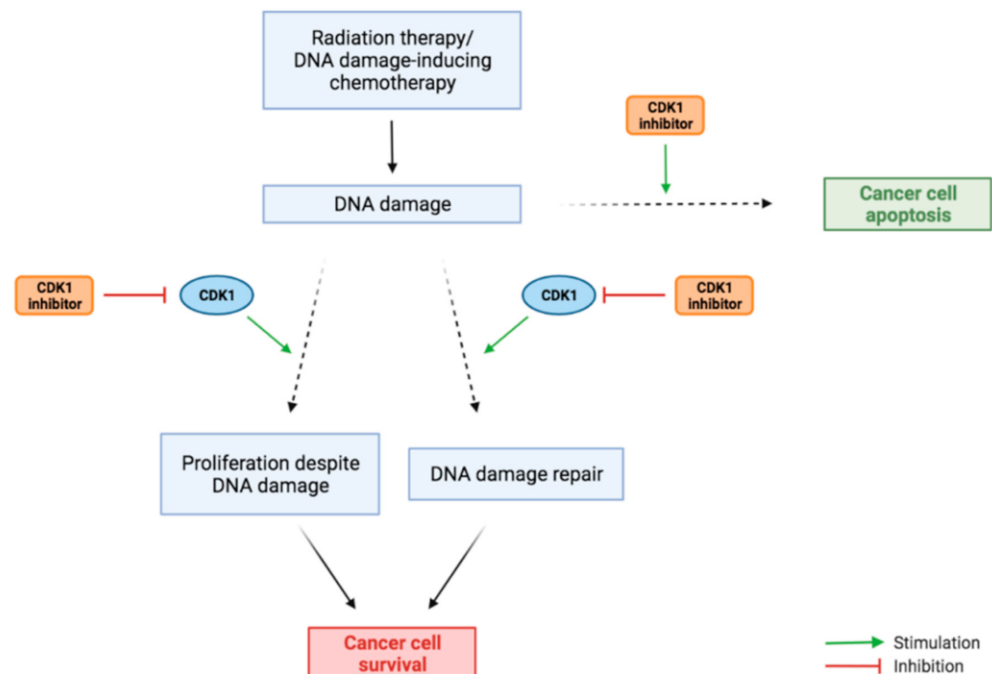 Radiation therapy/
DNA damage-inducing
chemotherapy
CDK1
inhibitor
DNA damage
Cancer cell
apoptosis
CDK1
inhibitor
CDK1
CDK1
CDK1
inhibitor
Proliferation despite
DNA damage
DNA damage repair
Cancer cell
survival
Stimulation
Inhibition